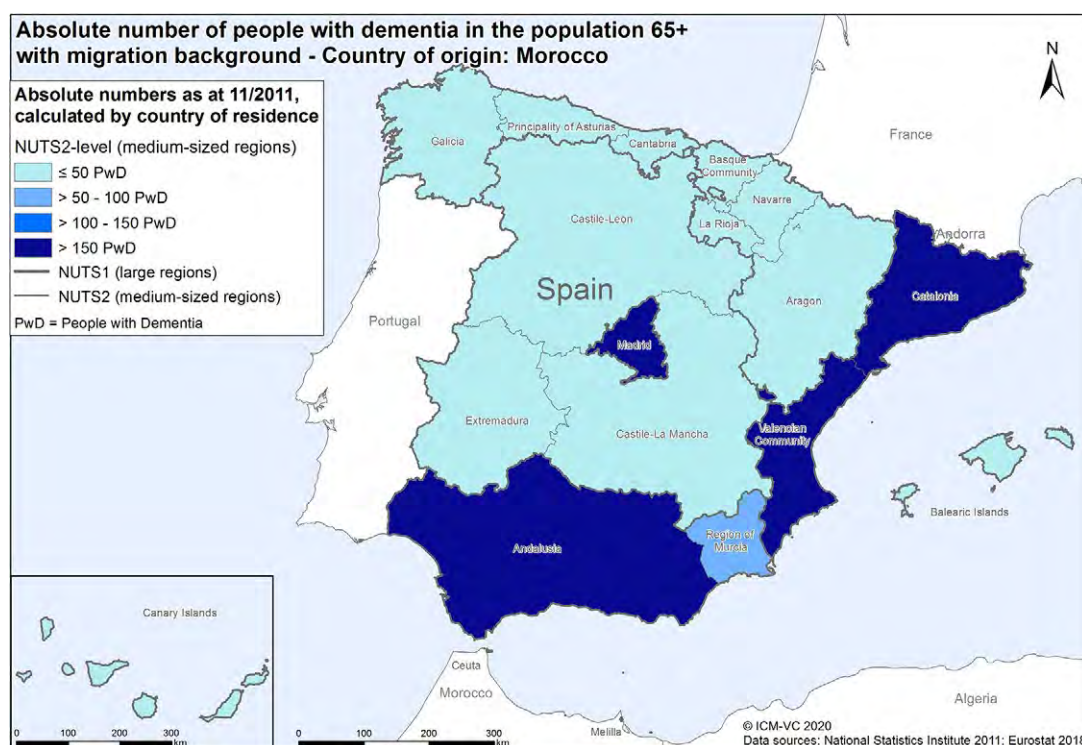 Absolute number of people with dementia in the population 65+
with migration background - Country of origin: Morocco
Absolute numbers as at 11/2011,
calculated by country of residence
NUTS2-level (medium-sized regions)
≤ 50 PwD
> 50 - 100 PwD
> 100 - 150 PwD
> 150 PwD
NUTS1 (large regions)
NUTS2 (medium-sized regions)
PwD = People with Dementia
N
France
Galicia
Principality of Asturias
Cantabria
Basque
Community
Navarre
La Rioja
Castile-León
Andorra
Catalonia
Aragon
Spain
Portugal
Madrid
Extremadura
Castile-La Mancha
Valencian
Community
Balearic Islands
Region of
Murcia
Andalusia
Canary Islands
Ceuta
Morocco
Melilla
Algeria
0 100 200 300
km
0 100 200 300
km
© ICM-VC 2020
Data sources: National Statistics Institute 2011; Eurostat 2018